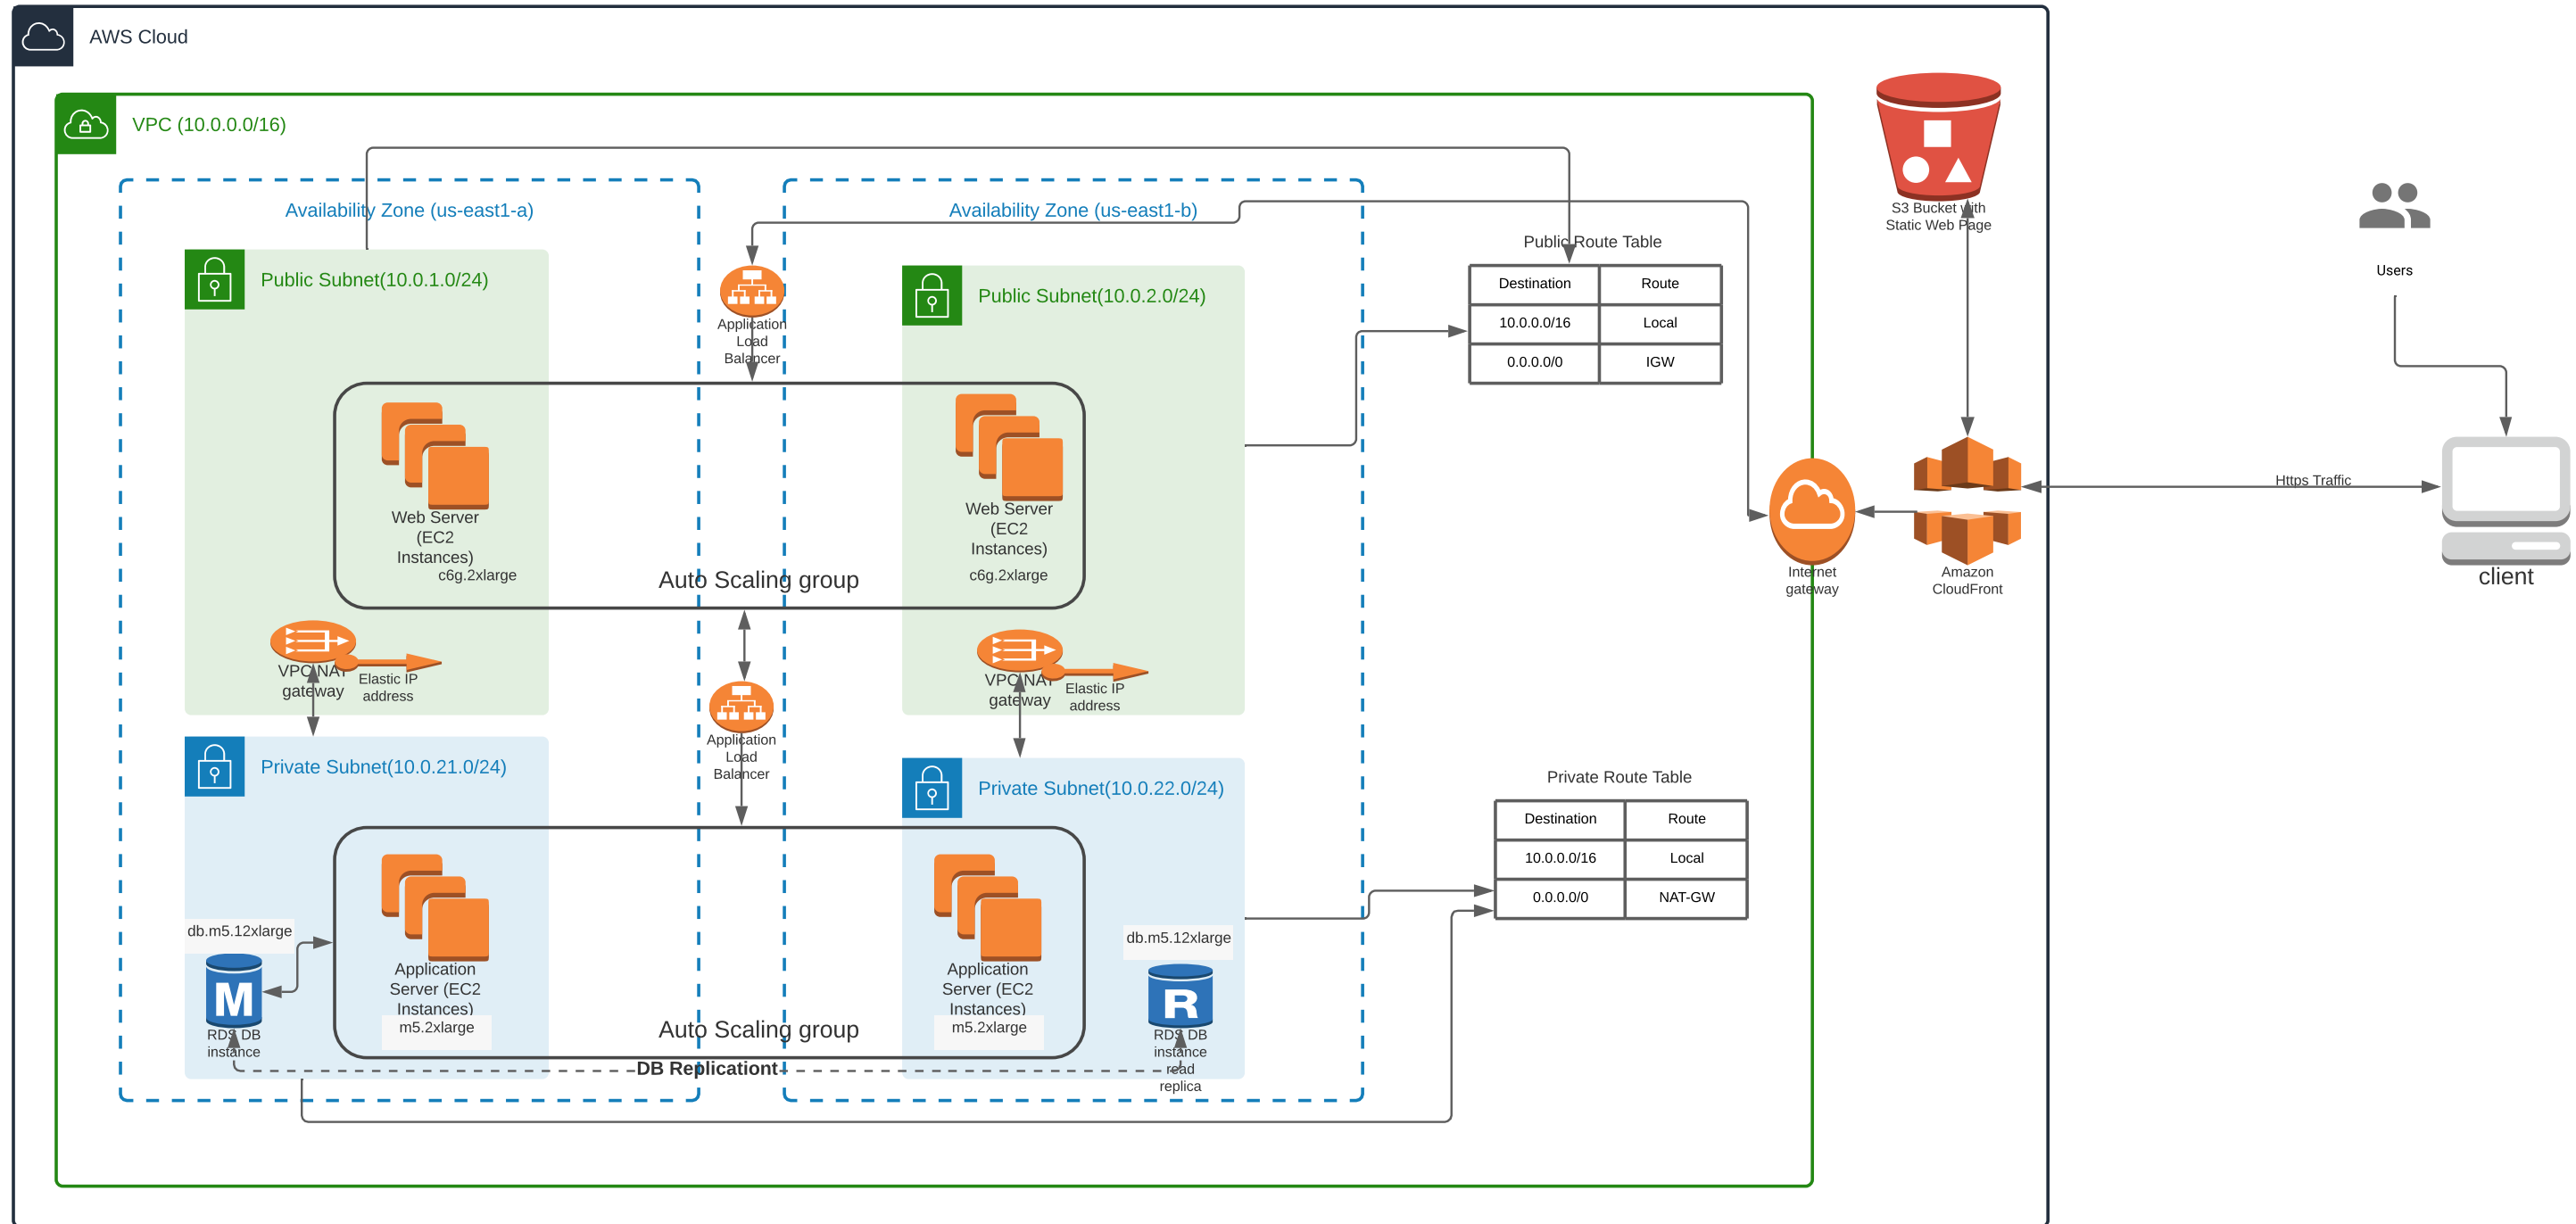 AWS Cloud
VPC (10.0.0.0/16)
Availability Zone (us-east1-a)
Availability Zone (us-east1-b)
S3 Bucket with
Static Web Page
Users
Public Subnet(10.0.1.0/24)
Public Subnet(10.0.2.0/24)
Application
Load
Balancer
Public Route Table
Destination Route
10.0.0.0/16 Local
0.0.0.0/0 IGW
Web Server
(EC2
Instances)
c6g.2xlarge
Web Server
(EC2
Instances)
c6g.2xlarge
Auto Scaling group
Internet
gateway
Amazon
CloudFront
Https Traffic
client
VPC NAT
gateway
Elastic IP
address
VPC NAT
gateway
Elastic IP
address
Application
Load
Balancer
Private Subnet(10.0.21.0/24)
Private Subnet(10.0.22.0/24)
Private Route Table
Destination Route
10.0.0.0/16 Local
0.0.0.0/0 NAT-GW
db.m5.12xlarge
M
RDS DB
instance
Application
Server (EC2
Instances)
m5.2xlarge
Auto Scaling group
Application
Server (EC2
Instances)
m5.2xlarge
db.m5.12xlarge
R
RDS DB
instance
read
replica
DB Replicationt